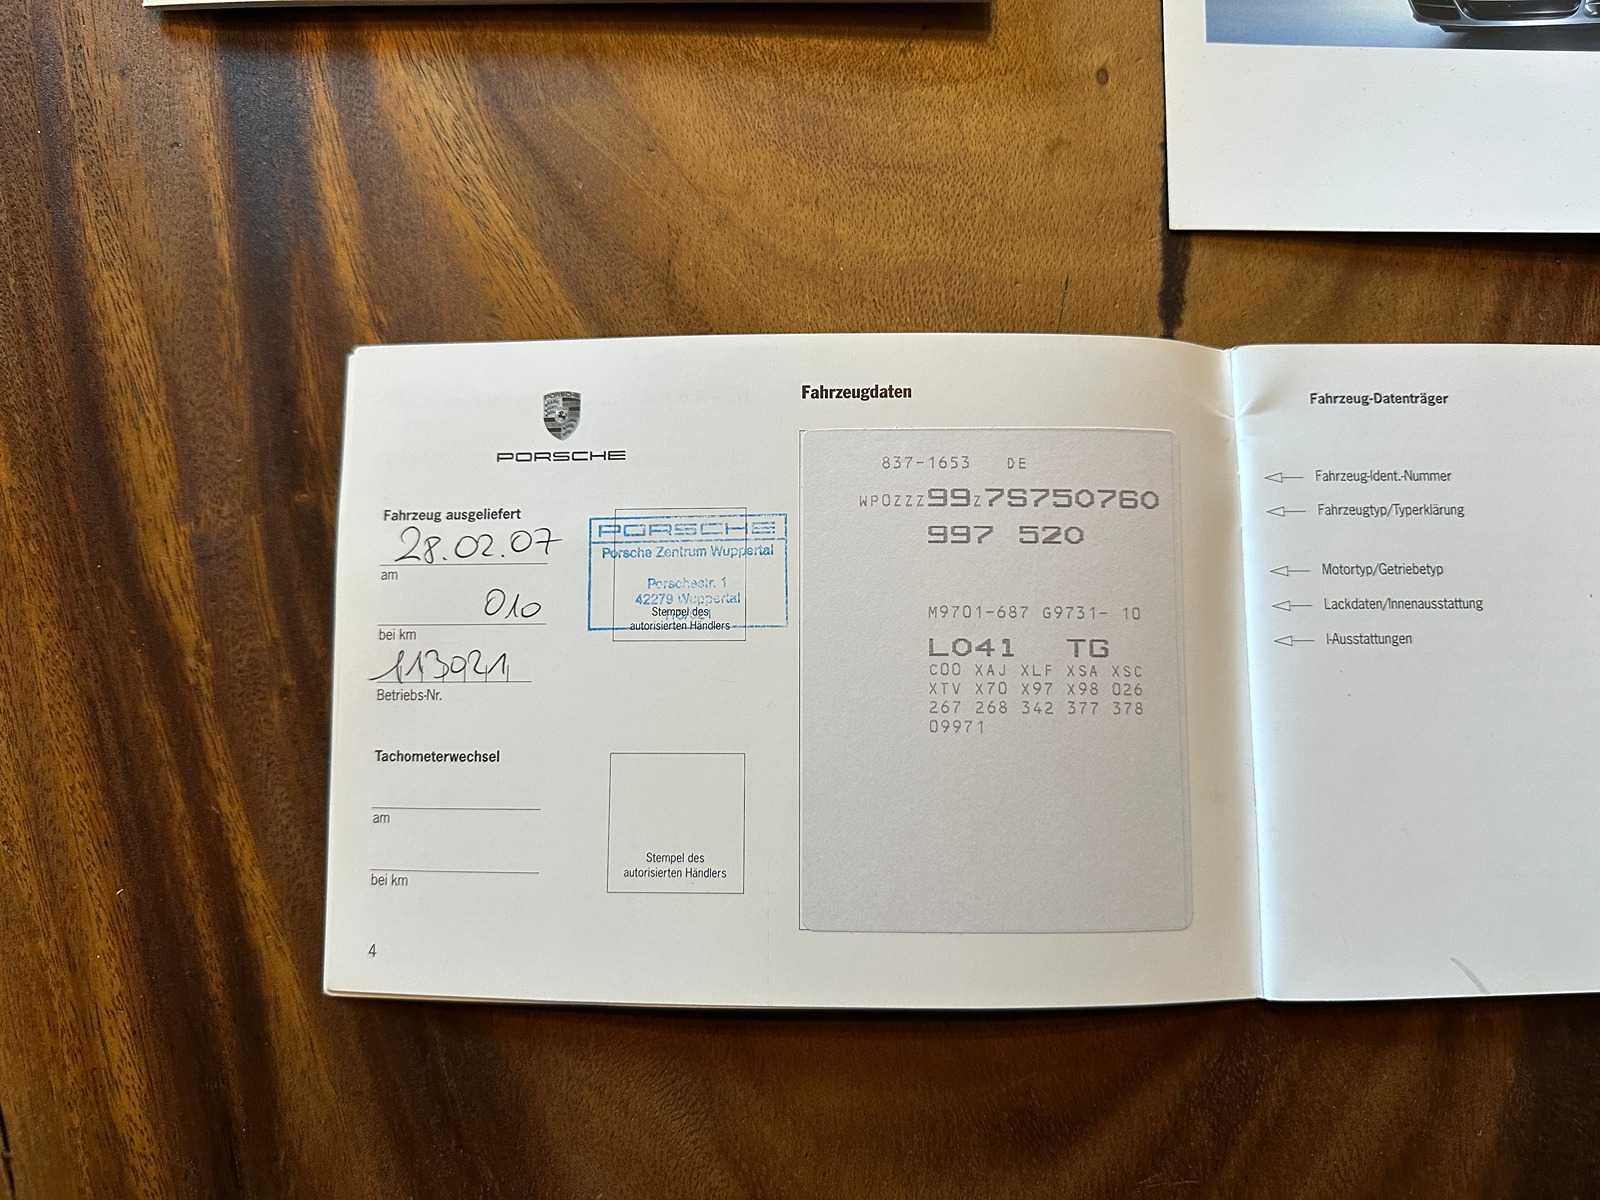 PORSCHE
PORSCHE
Fahrzeug ausgeliefert
28.02.07
am
010
bei km
113921
Betriebs-Nr.
PORSCHE
Porsche Zentrum Wuppertal
Porschestr. 1
42279 Wuppertal
Stempel des
autorisierten Händlers
Tachometerwechsel
am
bei km
Stempel des
autorisierten Händlers
4
Fahrzeugdaten
837-1653 DE
WP0ZZZ99Z7S750760
997 520
M9701-687 G9731- 10
L041 TG
C00 XAJ XLF XSA XSC
XTV X70 X97 X98 026
267 268 342 377 378
09971
Fahrzeug-Datenträger
Fahrzeug-Ident.-Nummer
Fahrzeugtyp/Typerklärung
Motortyp/Getriebetyp
Lackdaten/Innenausstattung
I-Ausstattungen